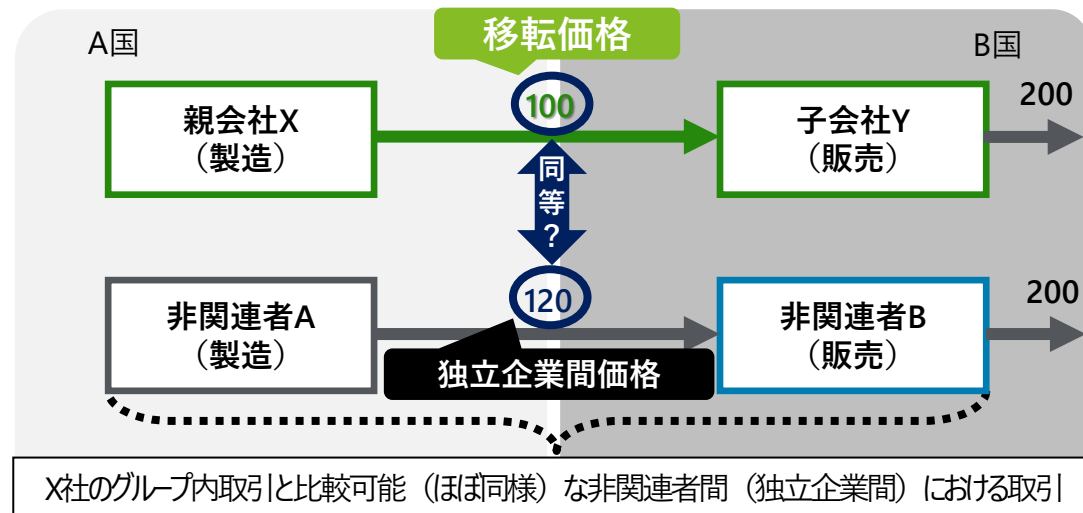 A国
移転価格
B国
親会社X
（製造）
100
子会社Y
（販売）
200
同等？
非関連者A
（製造）
120
非関連者B
（販売）
200
独立企業間価格
X社のグループ内取引と比較可能（ほぼ同様）な非関連者間（独立企業間）における取引